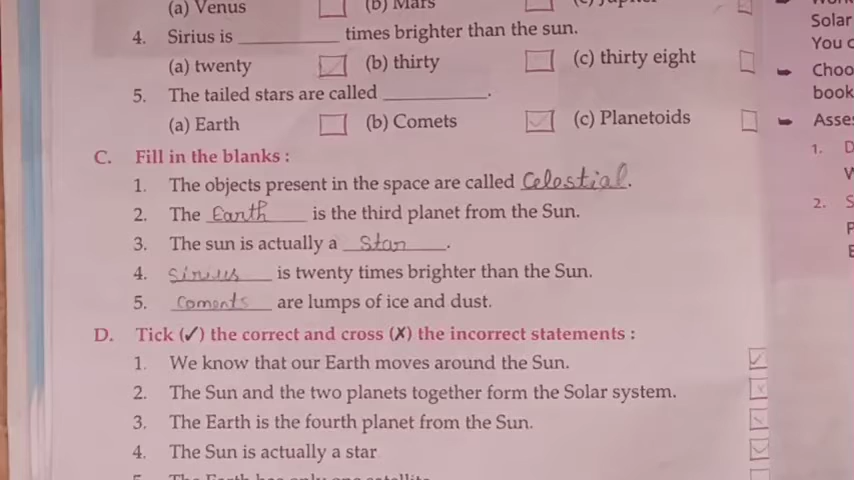 (a) Venus (b) Mars
4. Sirius is __________ times brighter than the sun.
(a) twenty (b) thirty (c) thirty eight
5. The tailed stars are called __________.
(a) Earth (b) Comets (c) Planetoids
C. Fill in the blanks :
1. The objects present in the space are called Celestial.
2. The Earth is the third planet from the Sun.
3. The sun is actually a Star.
4. sirius is twenty times brighter than the Sun.
5. coments are lumps of ice and dust.
D. Tick (✓) the correct and cross (✗) the incorrect statements :
1. We know that our Earth moves around the Sun.
2. The Sun and the two planets together form the Solar system.
3. The Earth is the fourth planet from the Sun.
4. The Sun is actually a star
Solar
You c
Choo
book
Asse
1. D
2. S